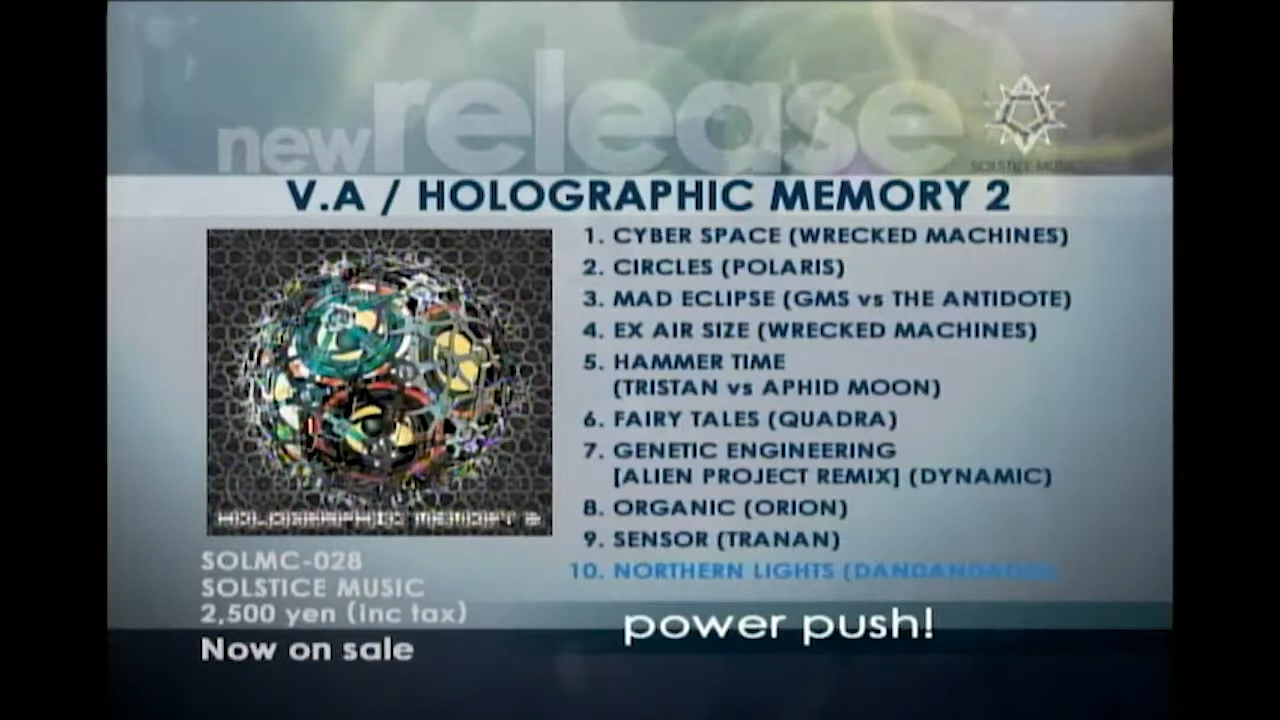 new release
SOLSTICE MUSIC
V.A / HOLOGRAPHIC MEMORY 2
1. CYBER SPACE (WRECKED MACHINES)
2. CIRCLES (POLARIS)
3. MAD ECLIPSE (GMS vs THE ANTIDOTE)
4. EX AIR SIZE (WRECKED MACHINES)
5. HAMMER TIME
(TRISTAN vs APHID MOON)
6. FAIRY TALES (QUADRA)
7. GENETIC ENGINEERING
[ALIEN PROJECT REMIX] (DYNAMIC)
8. ORGANIC (ORION)
9. SENSOR (TRANAN)
10. NORTHERN LIGHTS
HOLOGRAPHIC MEMORY 2
SOLMC-028
SOLSTICE MUSIC
2,500 yen (inc tax)
Now on sale
power push!